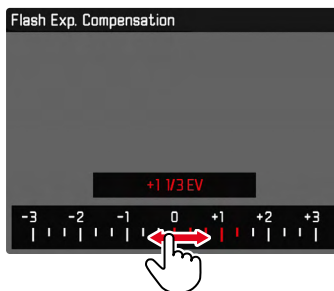 Flash Exp. Compensation
+1 1/3 EV
-3 -2 -1 0 +1 +2 +3